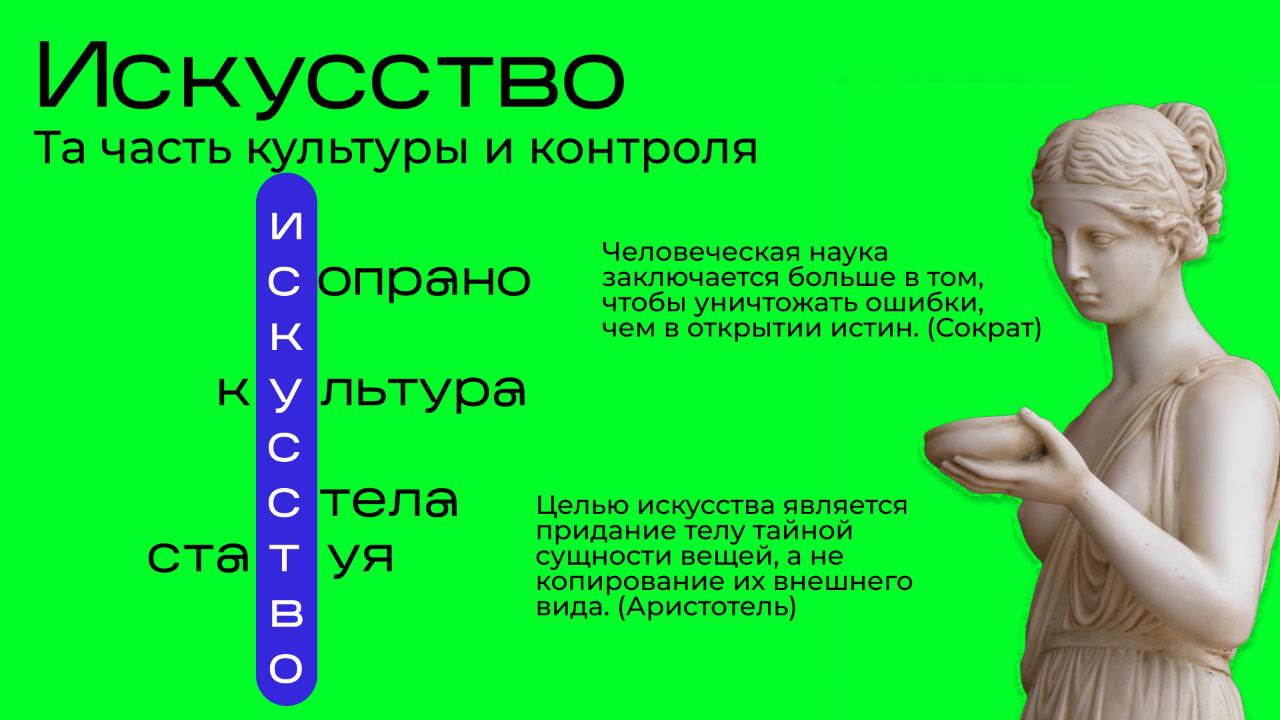 Искусство
Та часть культуры и контроля
и
сопрано
к
культура
с
стела
статуя
в
о
Человеческая наука
заключается больше в том,
чтобы уничтожать ошибки,
чем в открытии истин. (Сократ)
Целью искусства является
придание телу тайной
сущности вещей, а не
копирование их внешнего
вида. (Аристотель)